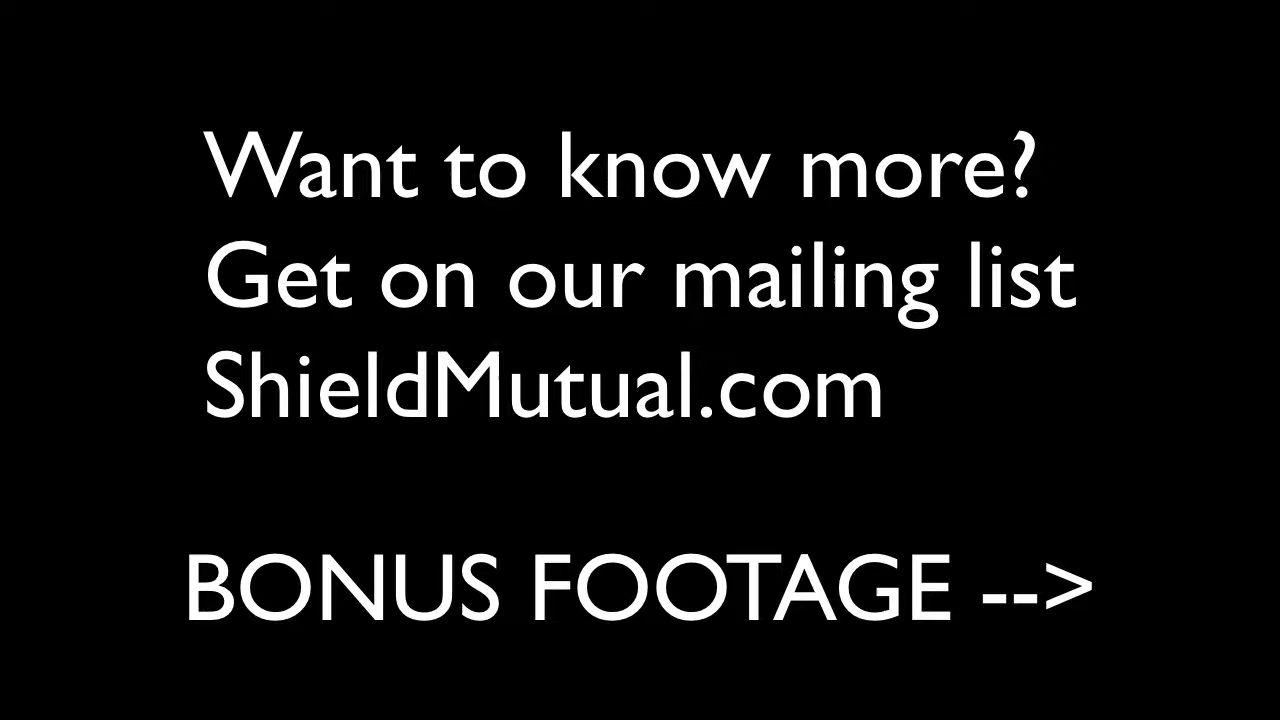 Want to know more?
Get on our mailing list
ShieldMutual.com
BONUS FOOTAGE -->